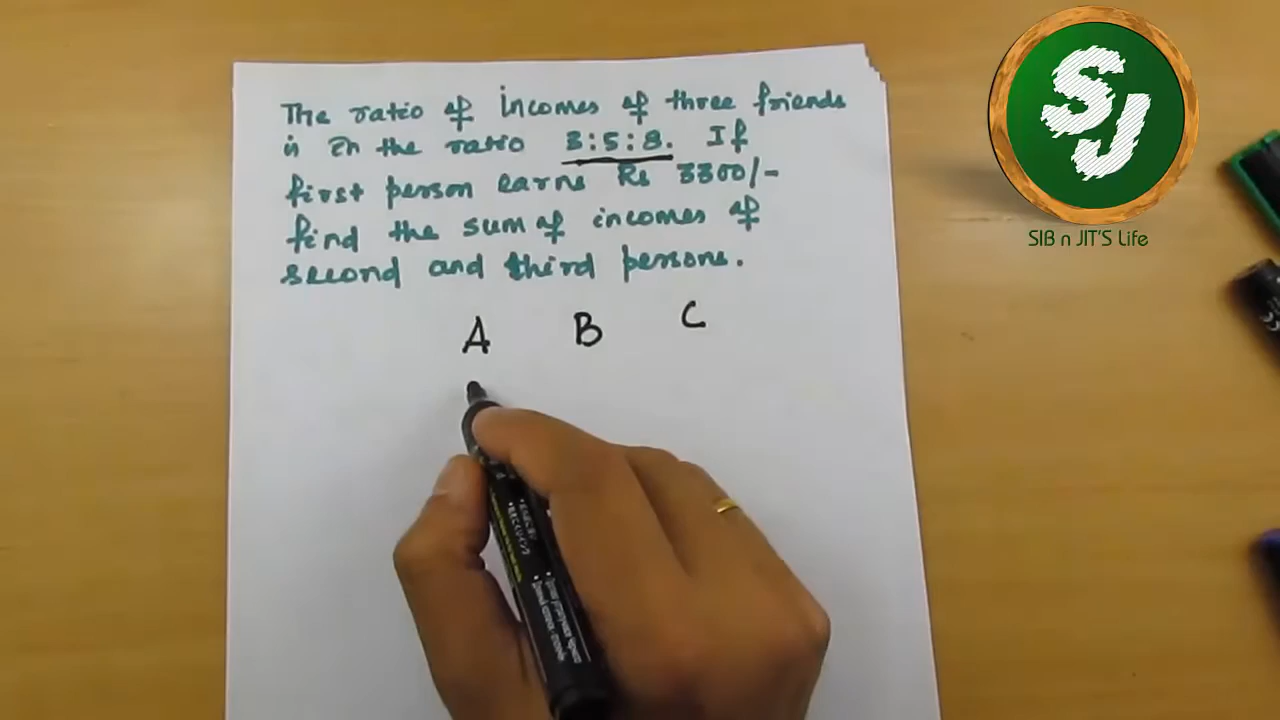 The ratio of incomes of three friends
is in the ratio 3:5:8. If
first person earns Rs 3300/-
find the sum of incomes of
second and third persons.
A B C
SJ
SIB n JIT'S Life